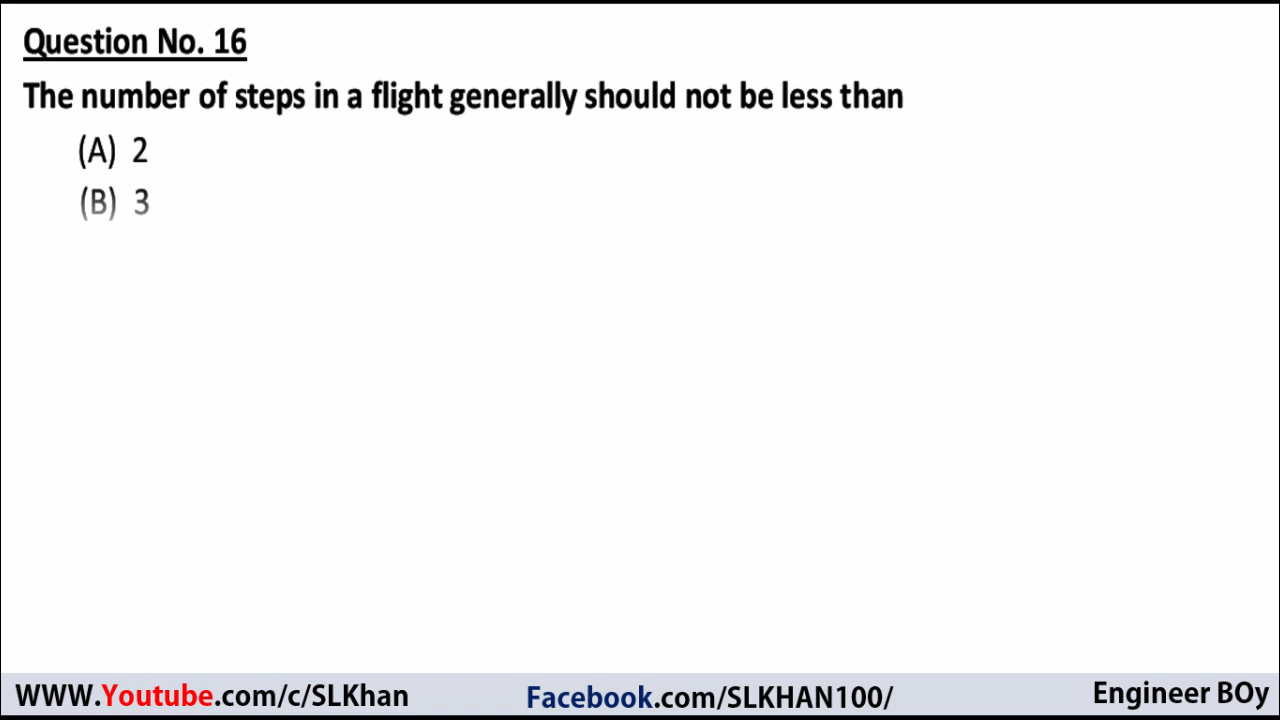 Question No. 16
The number of steps in a flight generally should not be less than
(A) 2
(B) 3
WWW.Youtube.com/c/SLKhan
Facebook.com/SLKHAN100/
Engineer BOy